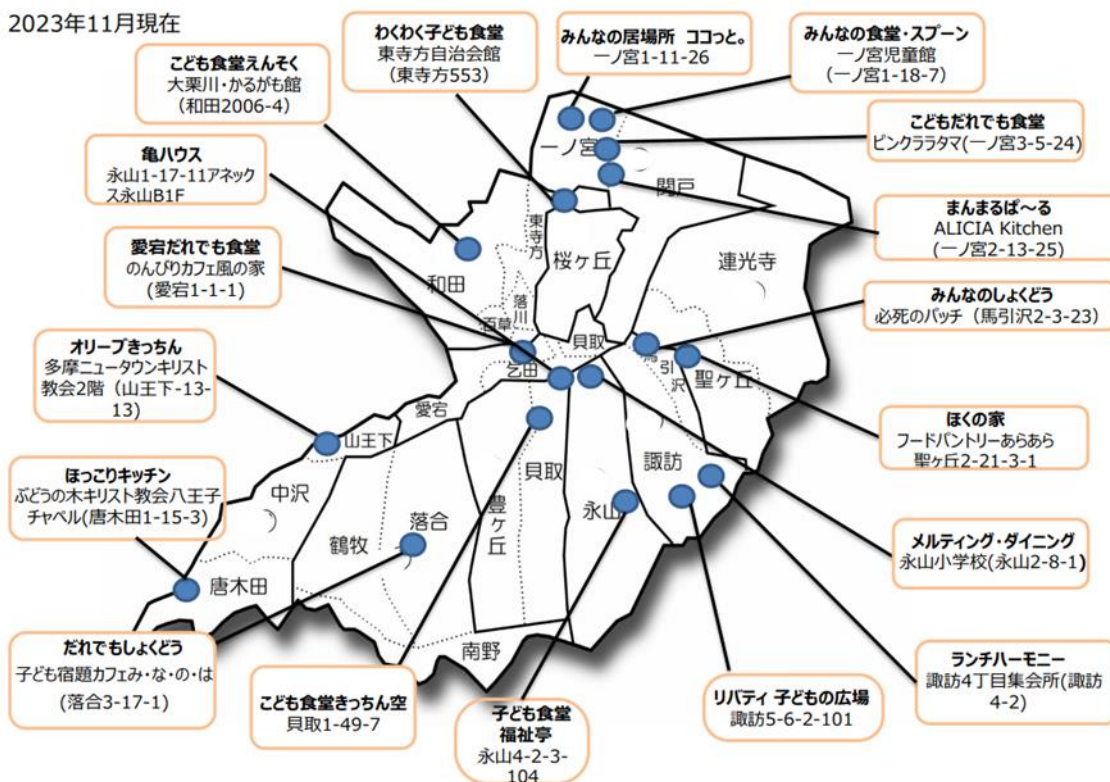 2023年11月現在
こども食堂えんそく
大栗川・かるがも館
（和田2006-4）
わくわく子ども食堂
東寺方自治会館
（東寺方553）
みんなの居場所 ココっと。
一ノ宮1-11-26
みんなの食堂・スプーン
一ノ宮児童館
（一ノ宮1-18-7）
こどもだれでも食堂
ピンクララタマ(一ノ宮3-5-24)
亀ハウス
永山1-17-11アネック
ス永山B1F
まんまるぱ～る
ALICIA Kitchen
(一ノ宮2-13-25)
愛宕だれでも食堂
のんびりカフェ風の家
(愛宕1-1-1)
みんなのしょくどう
必死のパッチ（馬引沢2-3-23）
オリーブきっちん
多摩ニュータウンキリスト
教会2階（山王下-13-
13）
ほくの家
フードパントリーあらあら
聖ヶ丘2-21-3-1
ほっこりキッチン
ぶどうの木キリスト教会八王子
チャペル(唐木田1-15-3)
メルティング・ダイニング
永山小学校(永山2-8-1)
だれでもしょくどう
子ども宿題カフェみ・な・の・は
(落合3-17-1)
こども食堂きっちん空
貝取1-49-7
子ども食堂
福祉亭
永山4-2-3-
104
リバティ 子どもの広場
諏訪5-6-2-101
ランチハーモニー
諏訪4丁目集会所(諏訪
4-2)
一ノ宮
関戸
東寺方
桜ヶ丘
連光寺
和田
落川
百草
貝取
乞田
馬引沢
聖ヶ丘
愛宕
山王下
中沢
貝取
諏訪
豊ヶ丘
永山
落合
鶴牧
唐木田
南野